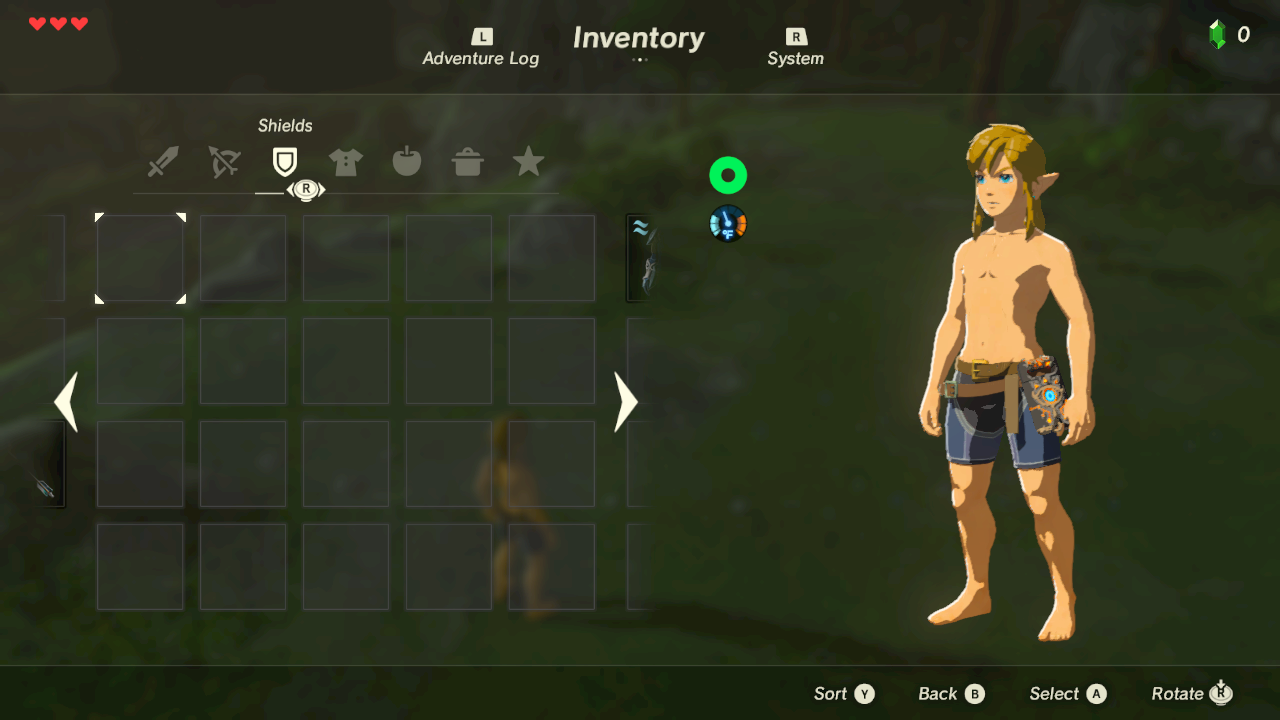 L
Adventure Log
Inventory
R
System
0
Shields
R
°F
Sort Y
Back B
Select A
Rotate R